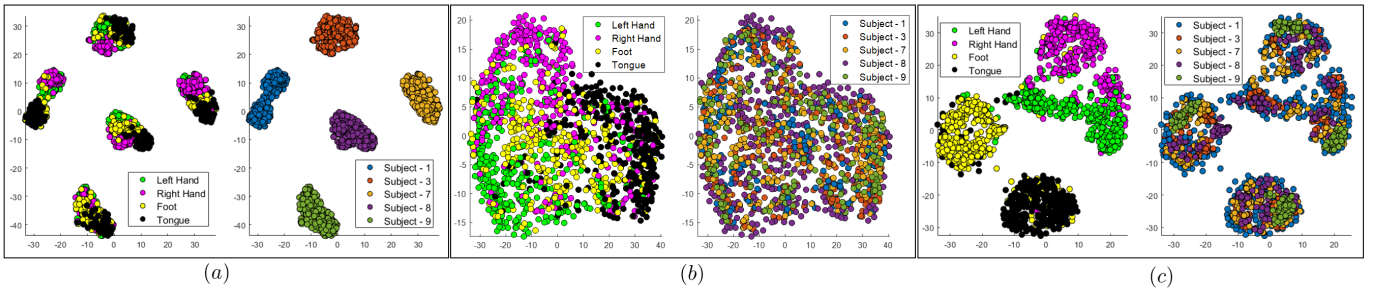 30
20
10
0
-10
-20
-30
-40
-30 -20 -10 0 10 20 30
Left Hand
Right Hand
Foot
Tongue
30
20
10
0
-10
-20
-30
-40
-30 -20 -10 0 10 20 30
Subject - 1
Subject - 3
Subject - 7
Subject - 8
Subject - 9
(a)
20
15
10
5
0
-5
-10
-15
-30 -20 -10 0 10 20 30 40
Left Hand
Right Hand
Foot
Tongue
20
15
10
5
0
-5
-10
-15
-30 -20 -10 0 10 20 30 40
Subject - 1
Subject - 3
Subject - 7
Subject - 8
Subject - 9
(b)
30
20
10
0
-10
-20
-30
-30 -20 -10 0 10 20
Left Hand
Right Hand
Foot
Tongue
30
20
10
0
-10
-20
-30
-30 -20 -10 0 10 20
Subject - 1
Subject - 3
Subject - 7
Subject - 8
Subject - 9
(c)